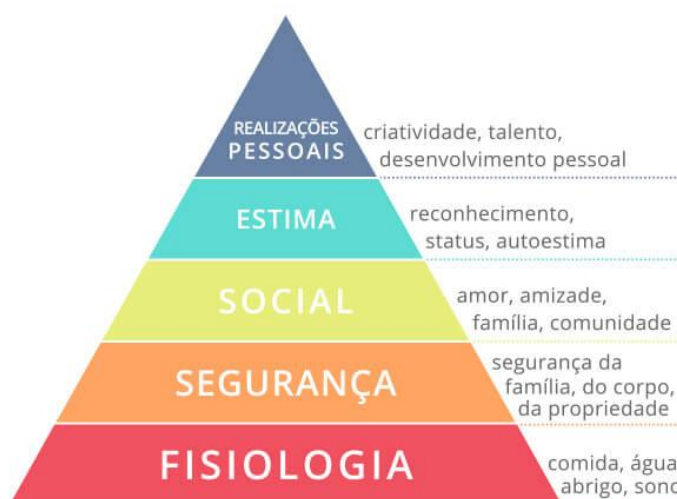 REALIZAÇÕES
PESSOAIS
criatividade, talento,
desenvolvimento pessoal
ESTIMA
reconhecimento,
status, autoestima
SOCIAL
amor, amizade,
família, comunidade
SEGURANÇA
segurança da
família, do corpo,
da propriedade
FISIOLOGIA
comida, água
abrigo, sono